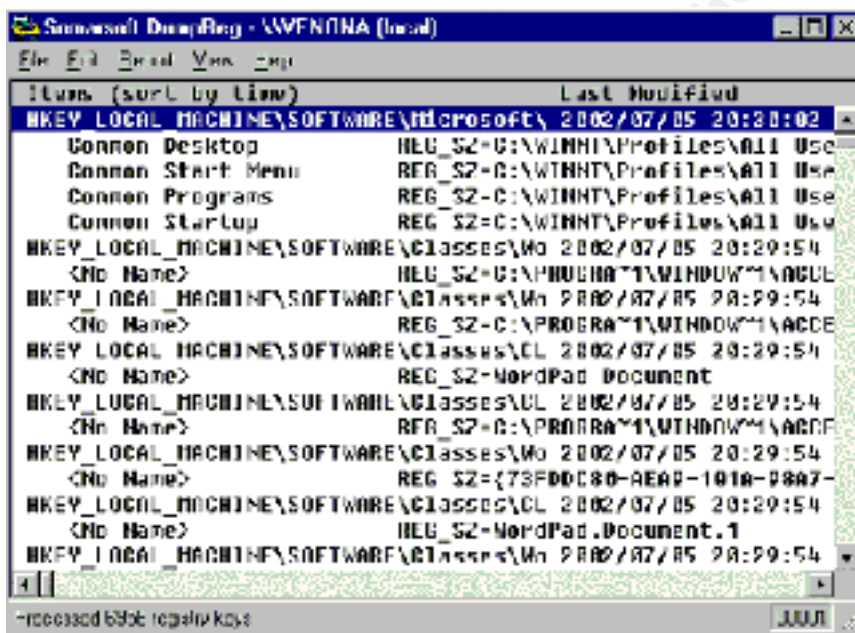 Somarsoft DumpReg - \\WENONA (local)
File Edit Report View Help
Items (sort by time) Last Modified
HKEY_LOCAL_MACHINE\SOFTWARE\Microsoft\ 2002/07/05 20:30:02
Common Desktop REG_SZ=C:\WINNT\Profiles\All Use
Common Start Menu REG_SZ=C:\WINNT\Profiles\All Use
Common Programs REG_SZ=C:\WINNT\Profiles\All Use
Common Startup REG_SZ=C:\WINNT\Profiles\All Use
HKEY_LOCAL_MACHINE\SOFTWARE\Classes\Wo 2002/07/05 20:29:54
<No Name> REG_SZ=C:\PROGRA~1\WINDOW~1\ACCE
HKEY_LOCAL_MACHINE\SOFTWARE\Classes\Wo 2002/07/05 20:29:54
<No Name> REG_SZ=C:\PROGRA~1\WINDOW~1\ACCE
HKEY_LOCAL_MACHINE\SOFTWARE\Classes\CL 2002/07/05 20:29:54
<No Name> REG_SZ=WordPad Document
HKEY_LOCAL_MACHINE\SOFTWARE\Classes\CL 2002/07/05 20:29:54
<No Name> REG_SZ=C:\PROGRA~1\WINDOW~1\ACCE
HKEY_LOCAL_MACHINE\SOFTWARE\Classes\Wo 2002/07/05 20:29:54
<No Name>
HKEY_LOCAL_MACHINE\SOFTWARE\Classes\CL 2002/07/05 20:29:54
<No Name> REG_SZ=WordPad.Document.1
HKEY_LOCAL_MACHINE\SOFTWARE\Classes\Wo 2002/07/05 20:29:54
Processed registry keys